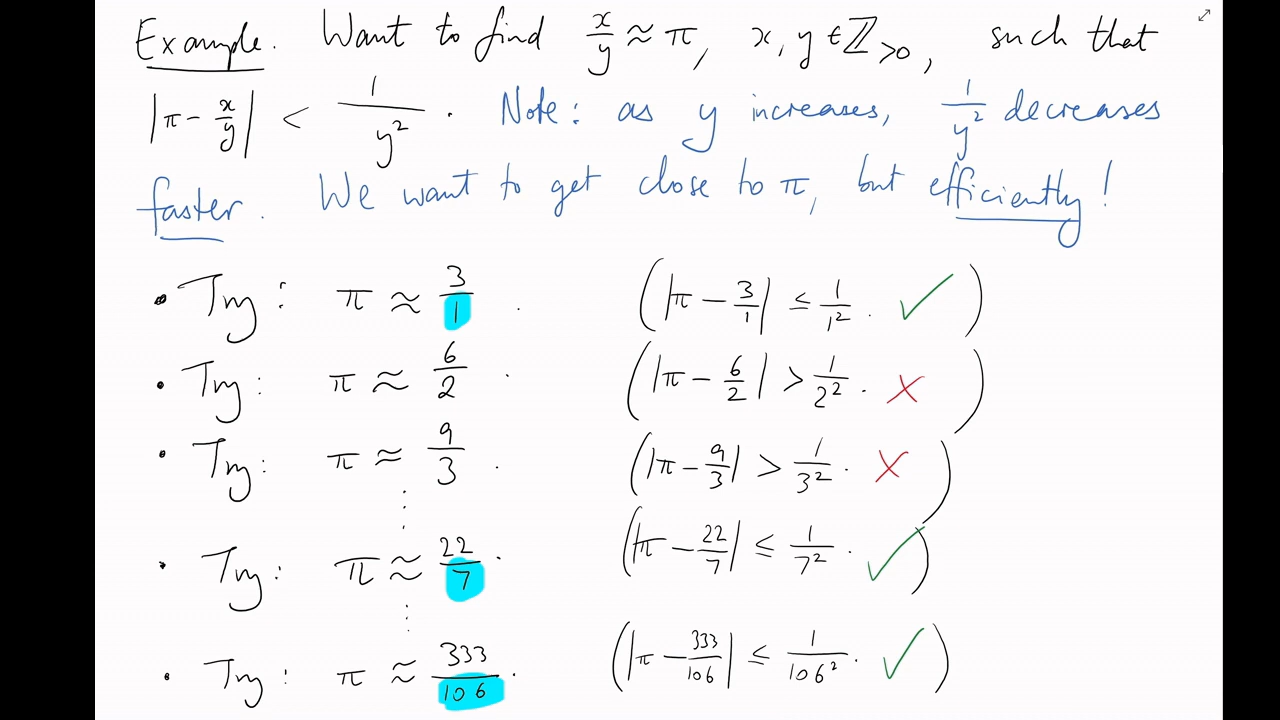 Example. Want to find x/y ≈ π, x, y ∈ ℤ>0, such that
|π − x/y| < 1/y². Note: as y increases, 1/y² decreases
faster. We want to get close to π, but efficiently!
• Try: π ≈ 3/1. (|π − 3/1| ≤ 1/1². ✓)
• Try: π ≈ 6/2. (|π − 6/2| > 1/2². ✗)
• Try: π ≈ 9/3. (|π − 9/3| > 1/3². ✗)
⋮
• Try: π ≈ 22/7. (|π − 22/7| ≤ 1/7². ✓)
⋮
• Try: π ≈ 333/106. (|π − 333/106| ≤ 1/106². ✓)